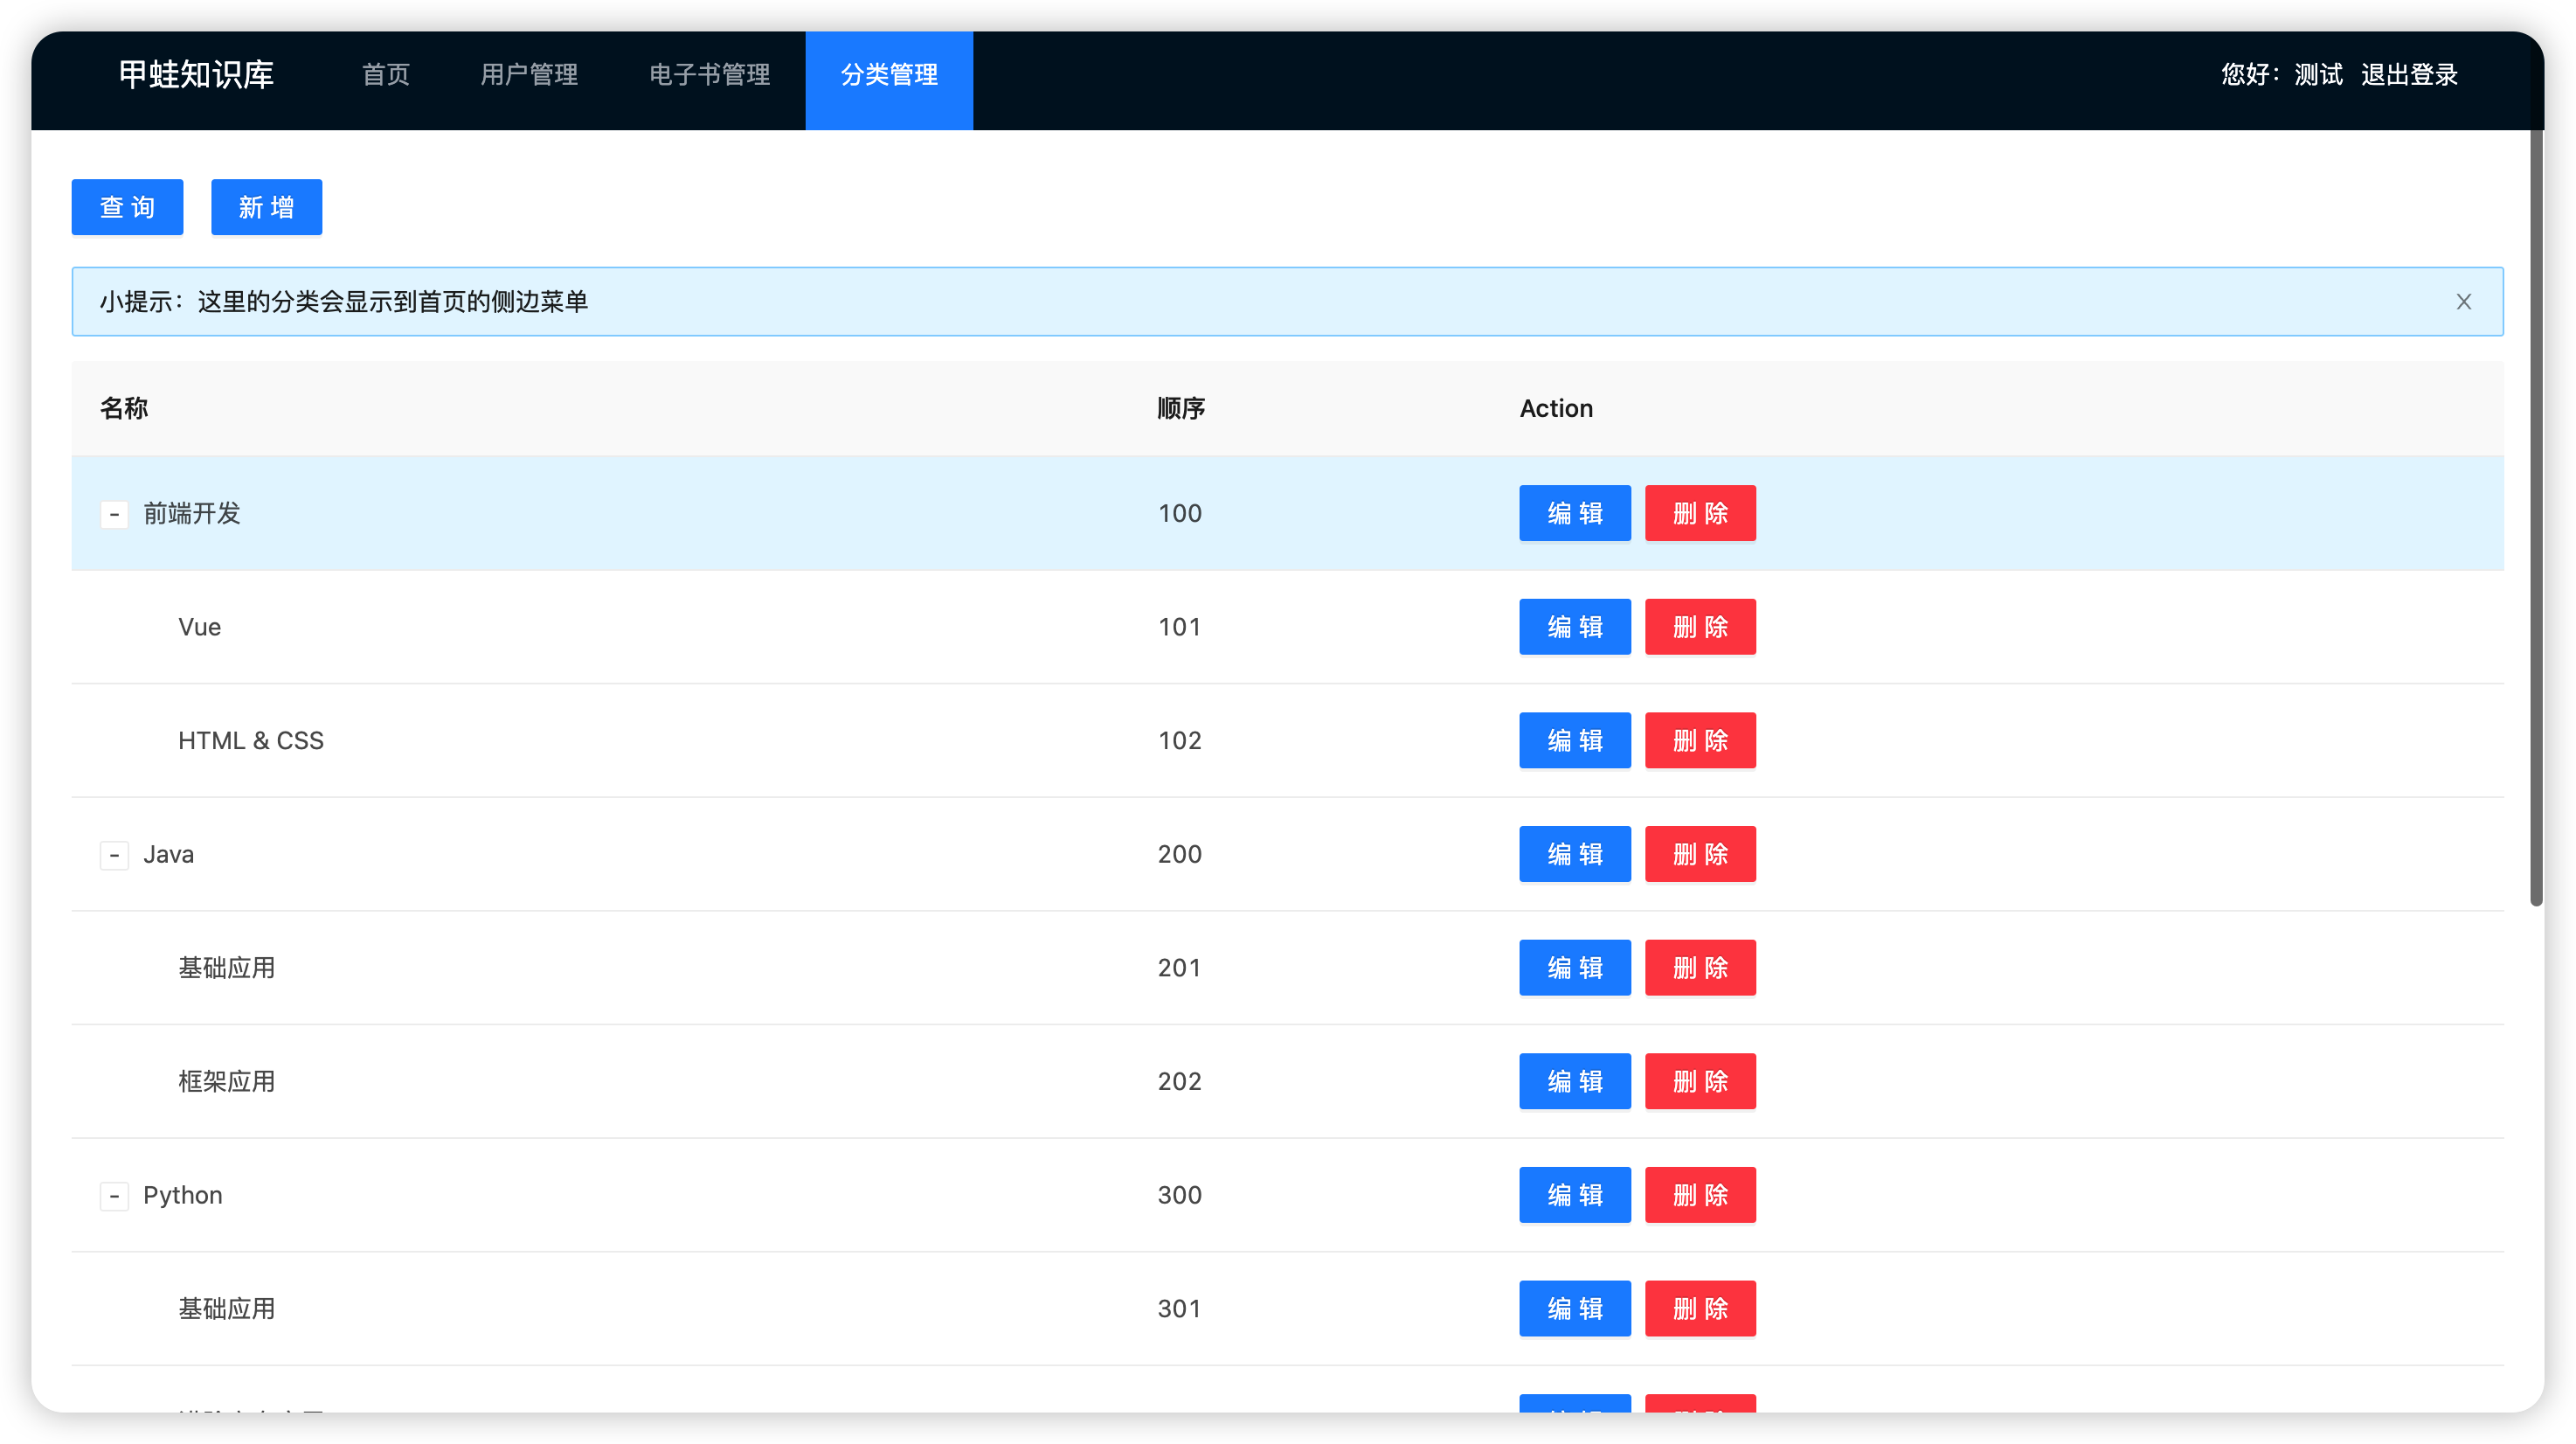 甲蛙知识库 首页 用户管理 电子书管理 分类管理 您好：测试 退出登录
查 询 新 增
小提示：这里的分类会显示到首页的侧边菜单
名称 顺序 Action
前端开发 100 编 辑 删 除
Vue 101 编 辑 删 除
HTML & CSS 102 编 辑 删 除
Java 200 编 辑 删 除
基础应用 201 编 辑 删 除
框架应用 202 编 辑 删 除
Python 300 编 辑 删 除
基础应用 301 编 辑 删 除